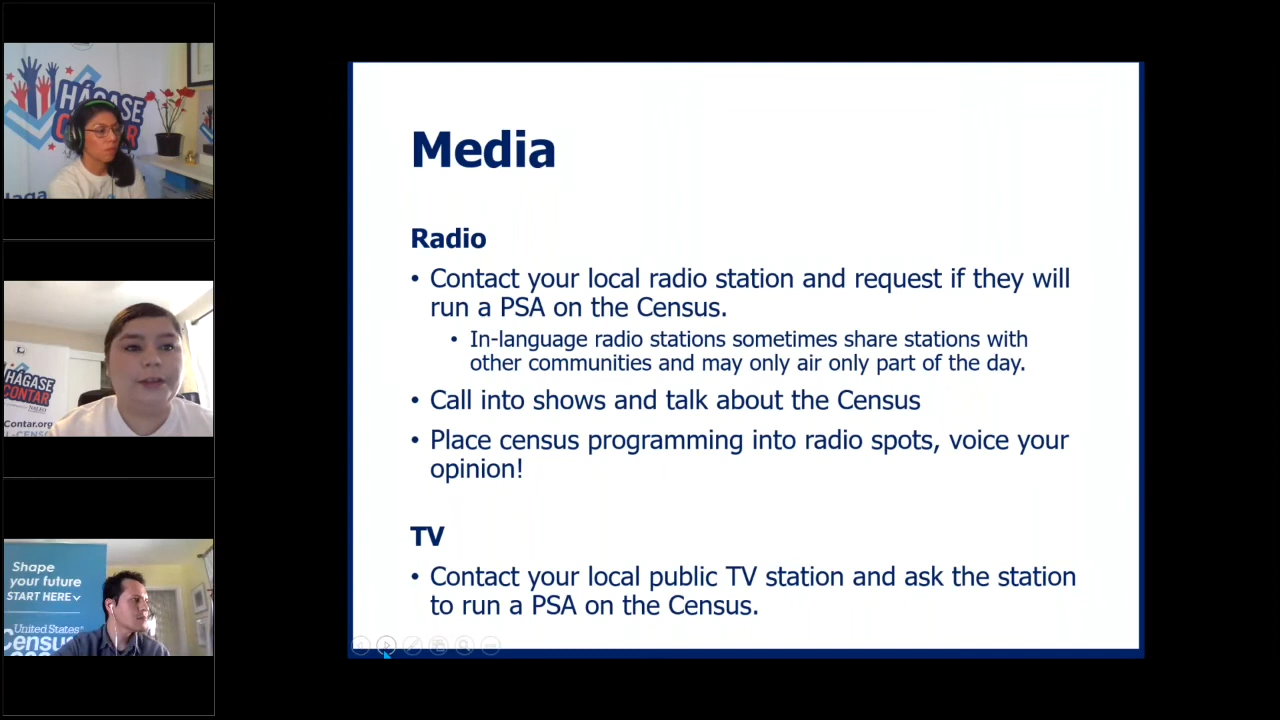 HÁGASE
CONTAR
HÁGASE
CONTAR
Contar.org
Shape
your future
START HERE
United States®
Census
Media
Radio
• Contact your local radio station and request if they will
run a PSA on the Census.
• In-language radio stations sometimes share stations with
other communities and may only air only part of the day.
• Call into shows and talk about the Census
• Place census programming into radio spots, voice your
opinion!
TV
• Contact your local public TV station and ask the station
to run a PSA on the Census.